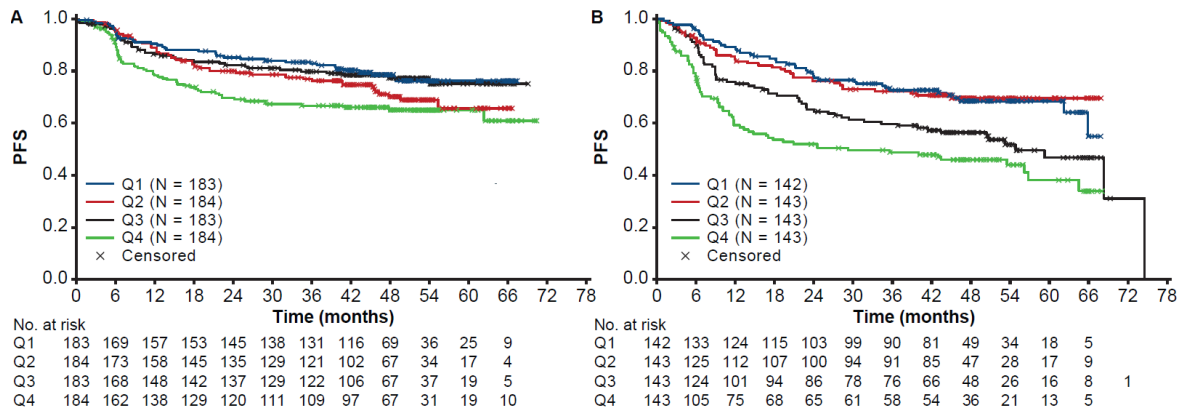 A
PFS
1.0
0.8
0.6
0.4
0.2
0.0
Q1 (N = 183)
Q2 (N = 184)
Q3 (N = 183)
Q4 (N = 184)
× Censored
0 6 12 18 24 30 36 42 48 54 60 66 72 78
Time (months)
No. at risk
Q1 183 169 157 153 145 138 131 116 69 36 25 9
Q2 184 173 158 145 135 129 121 102 67 34 17 4
Q3 183 168 148 142 137 129 122 106 67 37 19 5
Q4 184 162 138 129 120 111 109 97 67 31 19 10
B
PFS
1.0
0.8
0.6
0.4
0.2
0.0
Q1 (N = 142)
Q2 (N = 143)
Q3 (N = 143)
Q4 (N = 143)
× Censored
0 6 12 18 24 30 36 42 48 54 60 66 72 78
Time (months)
No. at risk
Q1 142 133 124 115 103 99 90 81 49 34 18 5
Q2 143 125 112 107 100 94 91 85 47 28 17 9
Q3 143 124 101 94 86 78 76 66 48 26 16 8 1
Q4 143 105 75 68 65 61 58 54 36 21 13 5